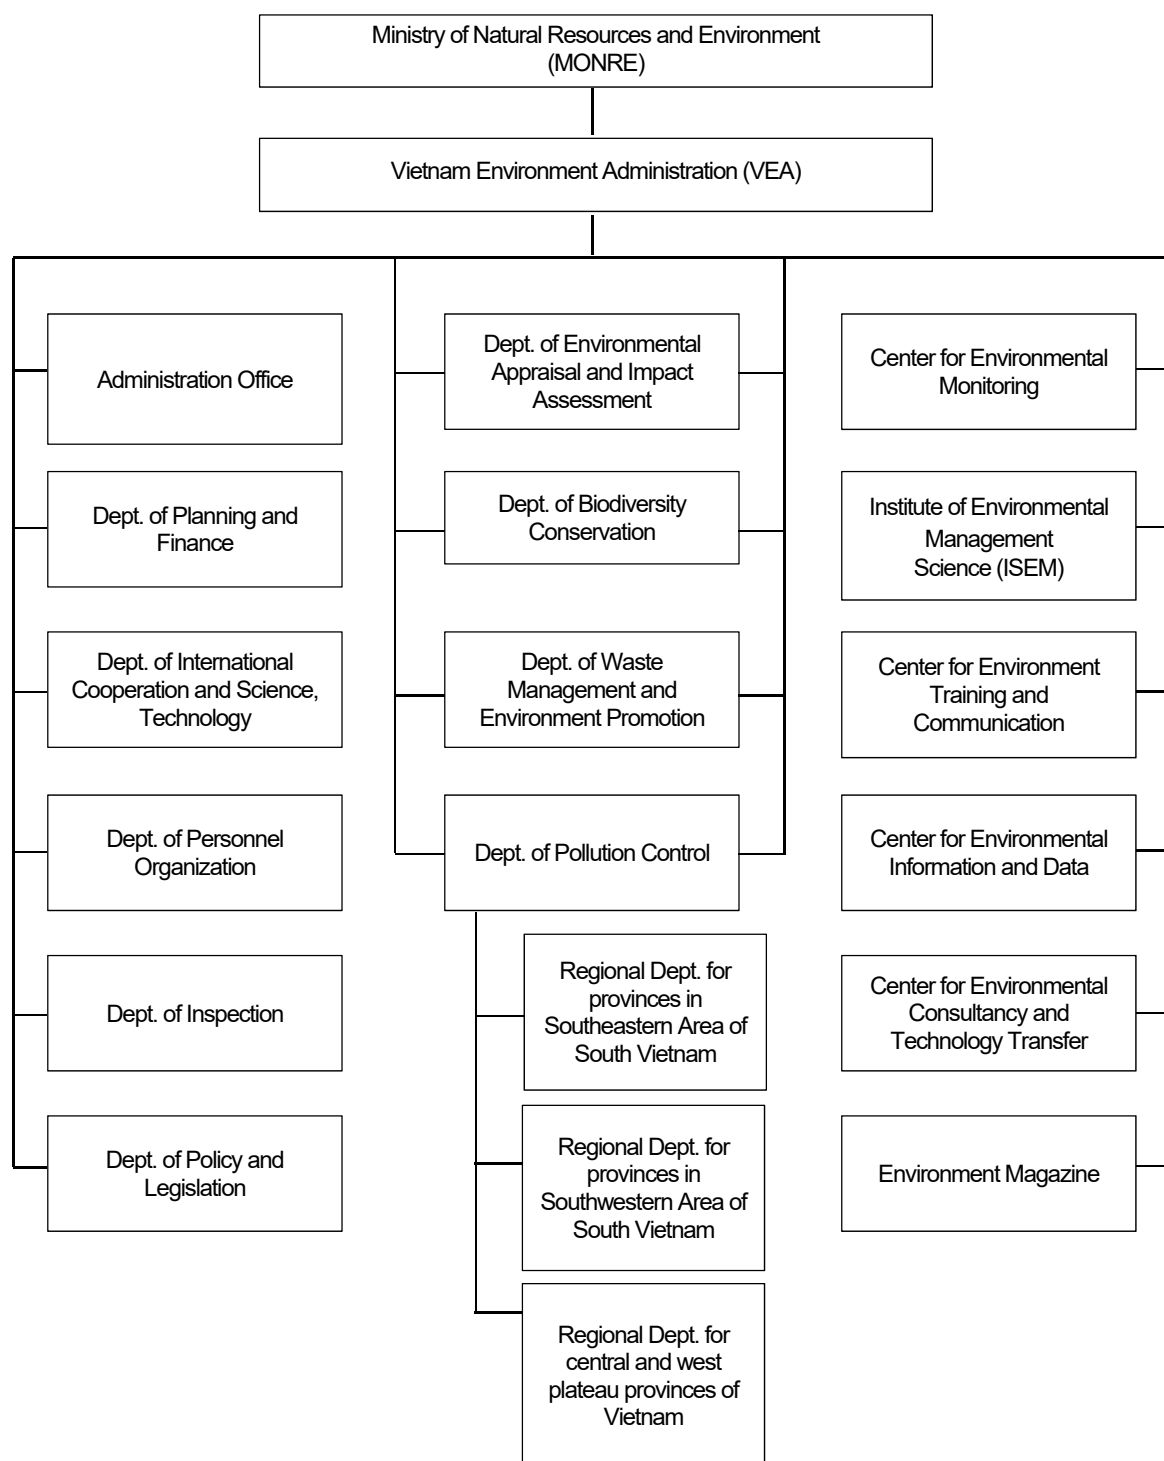 Ministry of Natural Resources and Environment
(MONRE)
Vietnam Environment Administration (VEA)
Administration Office
Dept. of Planning and
Finance
Dept. of International
Cooperation and Science,
Technology
Dept. of Personnel
Organization
Dept. of Inspection
Dept. of Policy and
Legislation
Dept. of Environmental
Appraisal and Impact
Assessment
Dept. of Biodiversity
Conservation
Dept. of Waste
Management and
Environment Promotion
Dept. of Pollution Control
Regional Dept. for
provinces in
Southeastern Area of
South Vietnam
Regional Dept. for
provinces in
Southwestern Area of
South Vietnam
Regional Dept. for
central and west
plateau provinces of
Vietnam
Center for Environmental
Monitoring
Institute of Environmental
Management
Science (ISEM)
Center for Environment
Training and
Communication
Center for Environmental
Information and Data
Center for Environmental
Consultancy and
Technology Transfer
Environment Magazine